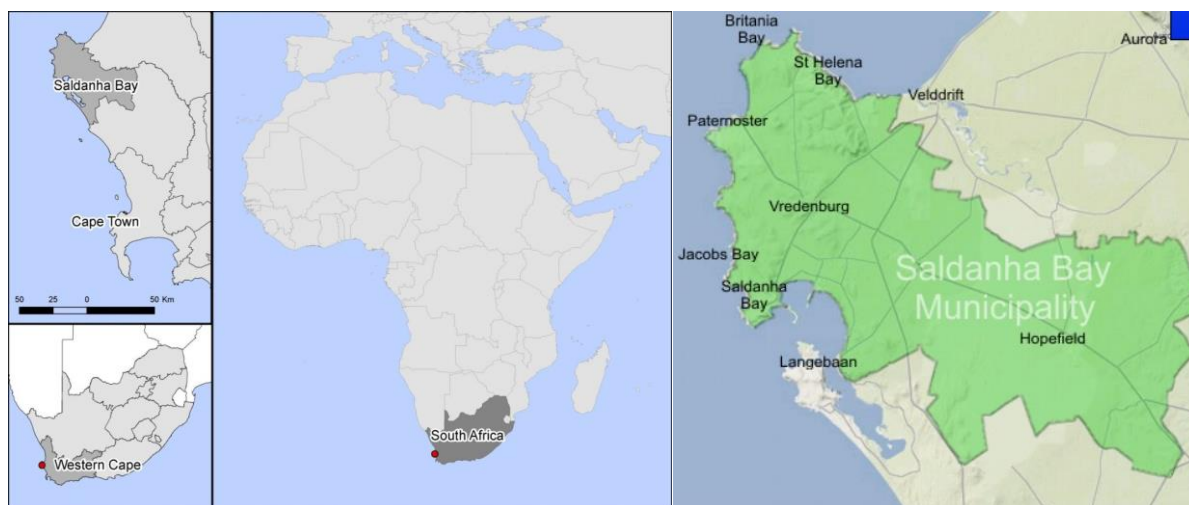 Saldanha Bay
Cape Town
50 25 0 50 Km
Western Cape
South Africa
Britania
Bay
St Helena
Bay
Aurora
Velddrift
Paternoster
Vredenburg
Jacobs Bay
Saldanha
Bay
Saldanha Bay
Municipality
Hopefield
Langebaan